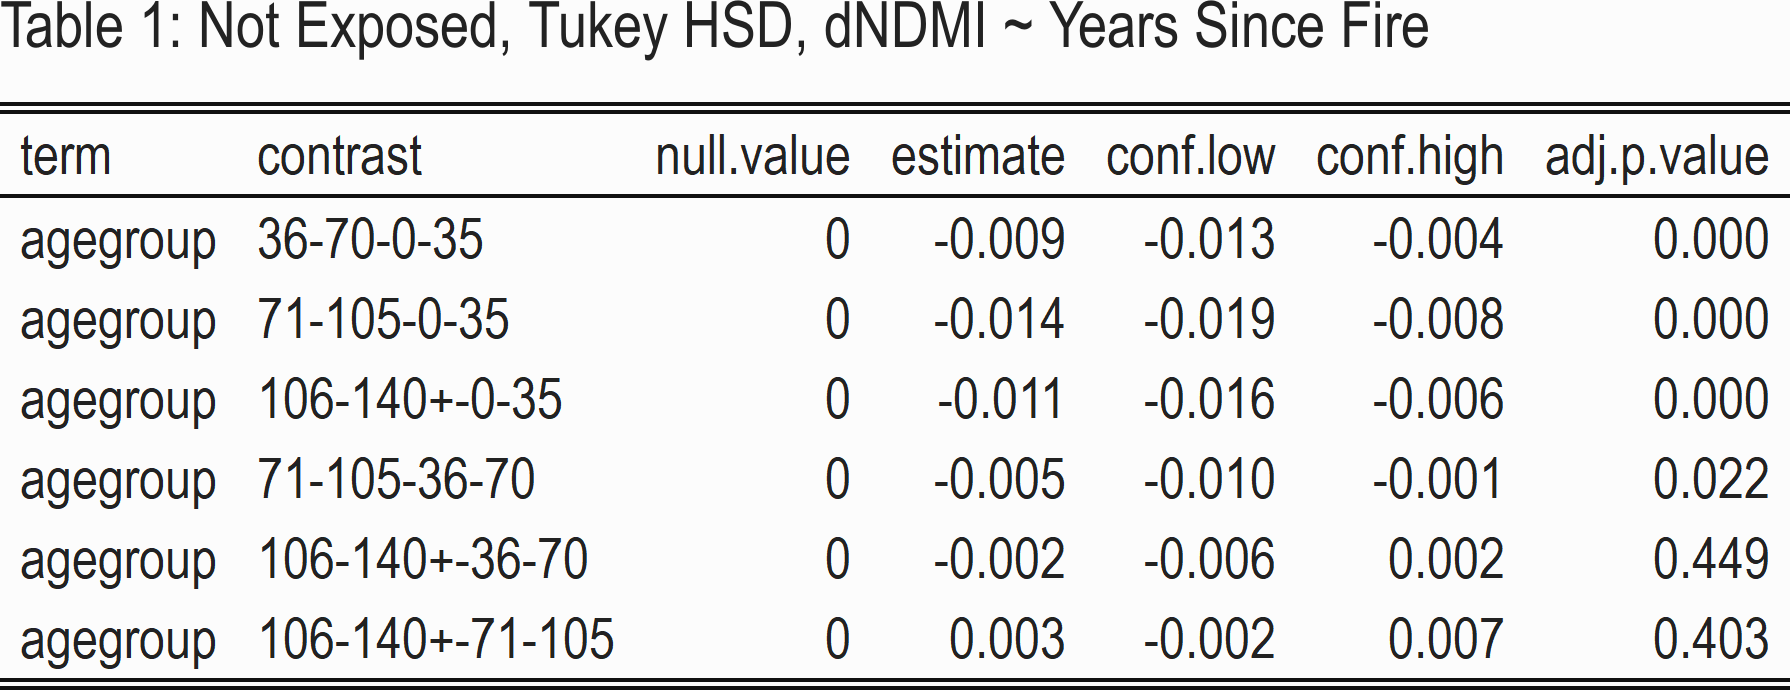 Table 1: Not Exposed, Tukey HSD, dNDMI ~ Years Since Fire
term contrast null.value estimate conf.low conf.high adj.p.value
agegroup 36-70-0-35 0 -0.009 -0.013 -0.004 0.000
agegroup 71-105-0-35 0 -0.014 -0.019 -0.008 0.000
agegroup 106-140+-0-35 0 -0.011 -0.016 -0.006 0.000
agegroup 71-105-36-70 0 -0.005 -0.010 -0.001 0.022
agegroup 106-140+-36-70 0 -0.002 -0.006 0.002 0.449
agegroup 106-140+-71-105 0 0.003 -0.002 0.007 0.403